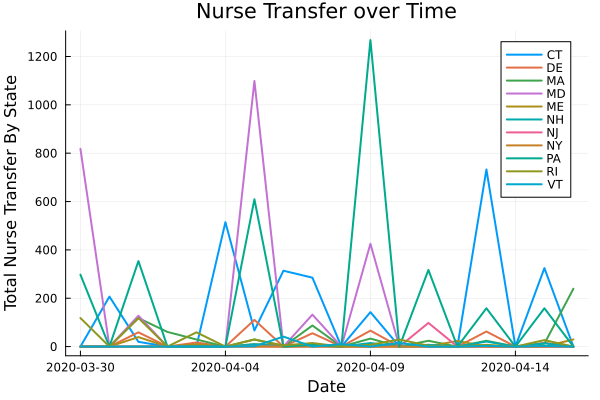 Nurse Transfer over Time
Total Nurse Transfer By State
1200
1000
800
600
400
200
0
2020-03-30 2020-04-04 2020-04-09 2020-04-14
Date
CT
DE
MA
MD
ME
NH
NJ
NY
PA
RI
VT